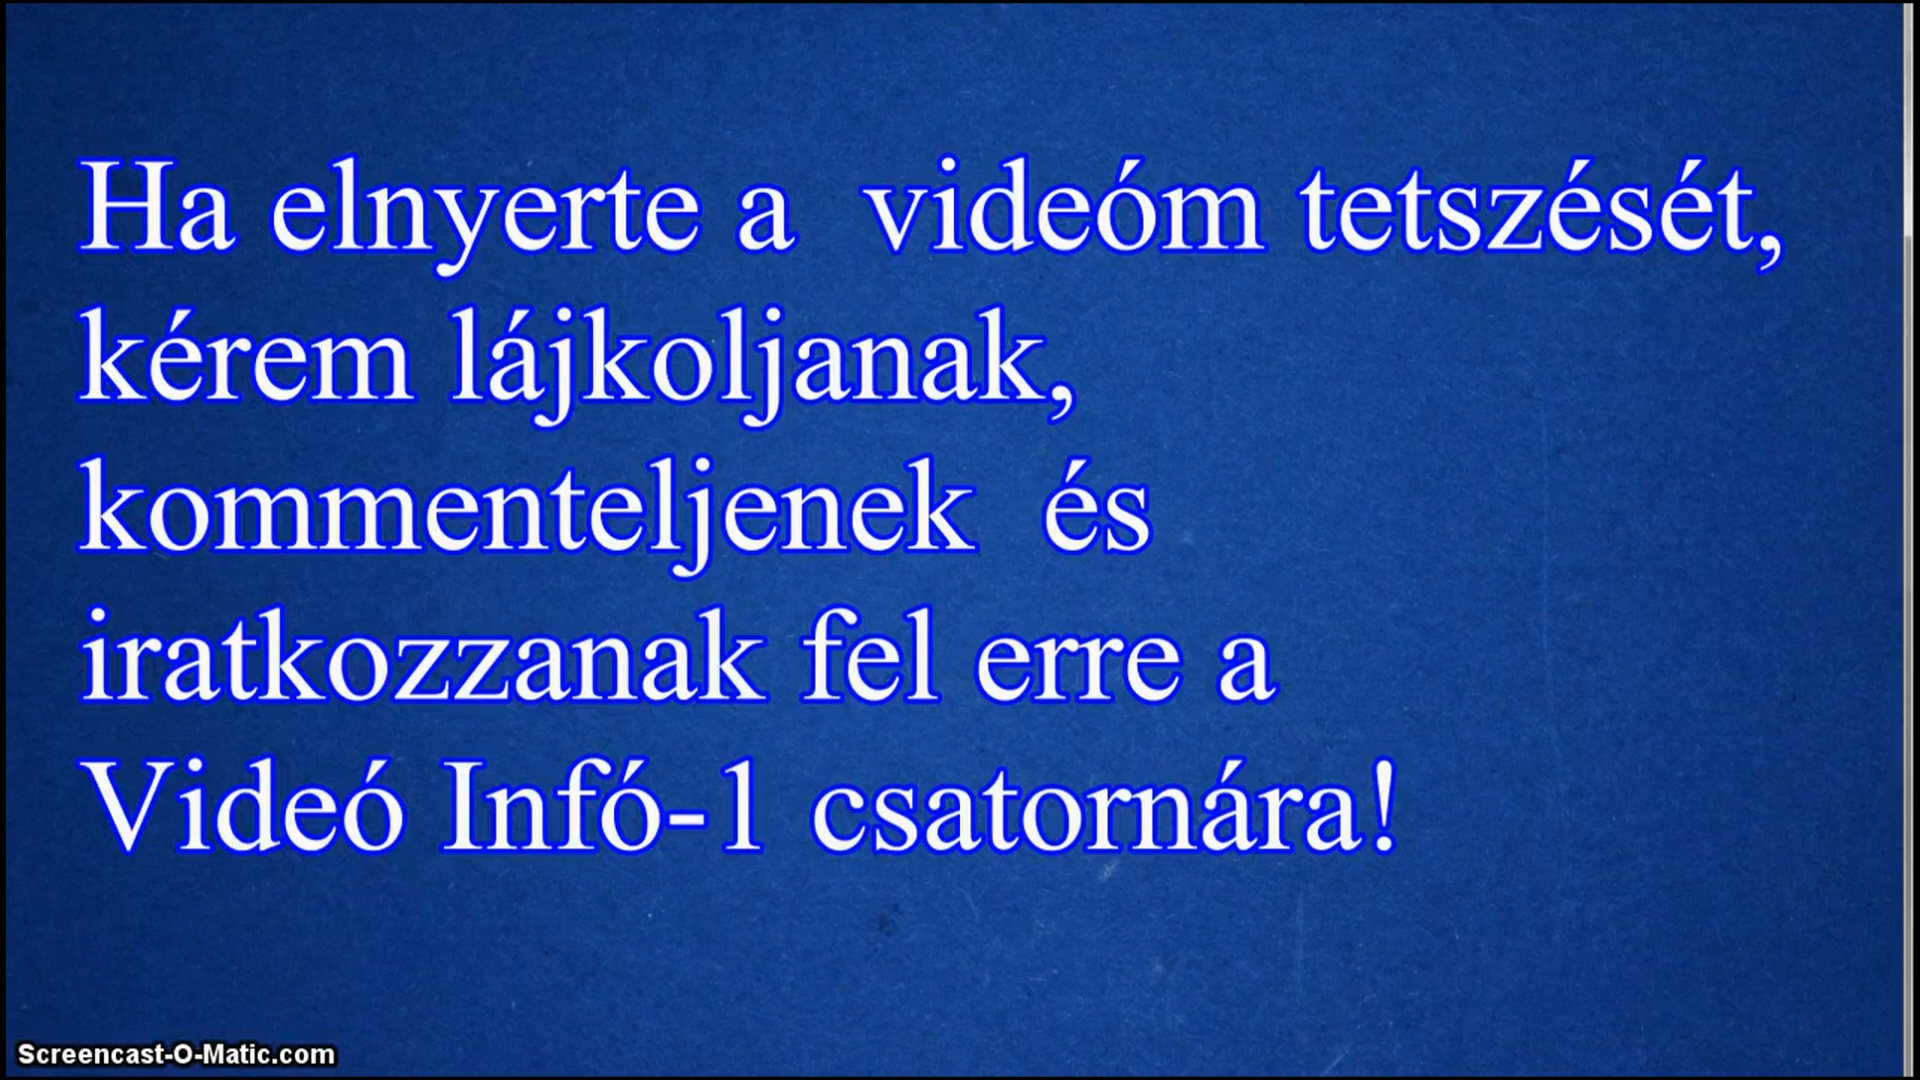 Ha elnyerte a videóm tetszését,
kérem lájkoljanak,
kommenteljenek és
iratkozzanak fel erre a
Videó Infó-1 csatornára!
Screencast-O-Matic.com